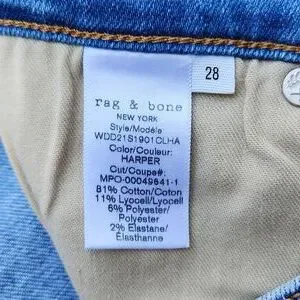 rag & bone
NEW YORK
Style/Modèle
WDD21S1901CLHA
Color/Couleur:
HARPER
Cut/Coupe#:
MPO-00049841-1
81% Cotton/Coton
11% Lyocell/Lyocell
6% Polyester/
Polyester
2% Elastane/
Élasthanne
28